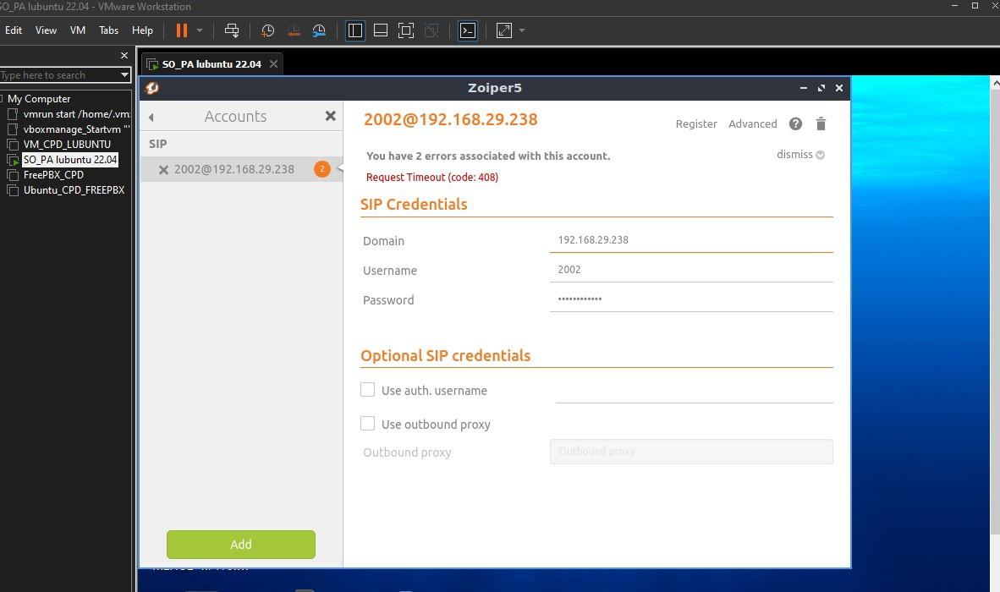 SO_PA lubuntu 22.04 - VMware Workstation
Edit View VM Tabs Help
Type here to search
My Computer
vmrun start /home/.vm
vboxmanage_Startvm "
VM_CPD_LUBUNTU
SO_PA lubuntu 22.04
FreePBX_CPD
Ubuntu_CPD_FREEPBX
SO_PA lubuntu 22.04
Zoiper5
Accounts
SIP
2002@192.168.29.238 2
Add
2002@192.168.29.238
Register Advanced ?
You have 2 errors associated with this account.
dismiss
Request Timeout (code: 408)
SIP Credentials
Domain 192.168.29.238
Username 2002
Password ••••••••••••
Optional SIP credentials
Use auth. username
Use outbound proxy
Outbound proxy Outbound proxy